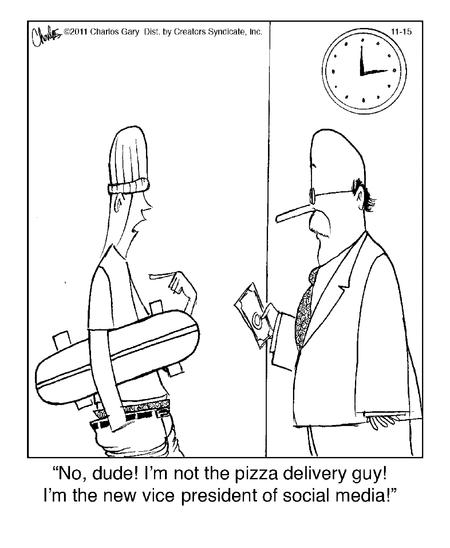 Charlos ©2011 Charlos Gary Dist. by Creators Syndicate, Inc. 11-15
“No, dude! I’m not the pizza delivery guy!
I’m the new vice president of social media!”